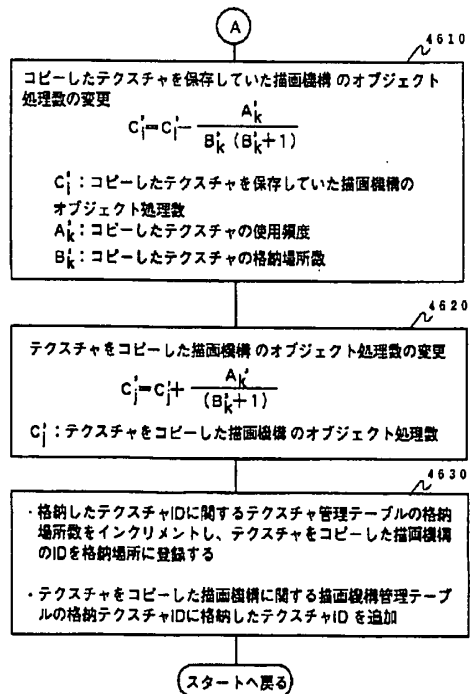 A
4610
コピーしたテクスチャを保存していた描画機構 のオブジェクト
処理数の変更
C'i=C'i- A'k / B'k (B'k+1)
C'i：コピーしたテクスチャを保存していた描画機構の
オブジェクト処理数
A'k：コピーしたテクスチャの使用頻度
B'k：コピーしたテクスチャの格納場所数
4620
テクスチャをコピーした描画機構 のオブジェクト処理数の変更
C'j=C'j+ Ak' / (B'k+1)
C'j：テクスチャをコピーした描画機構 のオブジェクト処理数
4630
・格納したテクスチャIDに関するテクスチャ管理テーブルの格納
場所数をインクリメントし、テクスチャをコピーした描画機構
のIDを格納場所に登録する
・テクスチャをコピーした描画機構に関する描画機構管理テーブ
ルの格納テクスチャIDに格納したテクスチャID を追加
スタートへ戻る